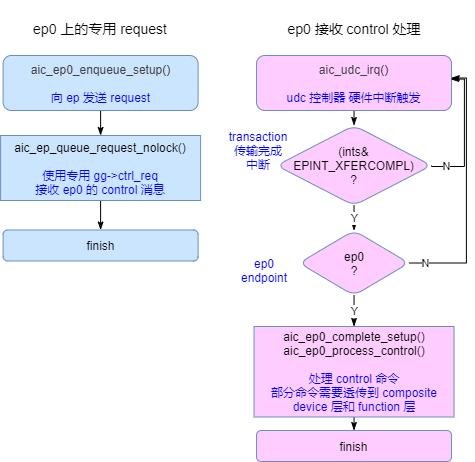 ep0 上的专用 request
aic_ep0_enqueue_setup()
向 ep 发送 request
aic_ep_queue_request_nolock()
使用专用 gg->ctrl_req
接收 ep0 的 control 消息
finish
ep0 接收 control 处理
aic_udc_irq()
udc 控制器 硬件中断触发
transaction
传输完成
中断
(ints&
EPINT_XFERCOMPL)
?
N
Y
ep0
endpoint
ep0
?
N
Y
aic_ep0_complete_setup()
aic_ep0_process_control()
处理 control 命令
部分命令需要透传到 composite
device 层和 function 层
finish